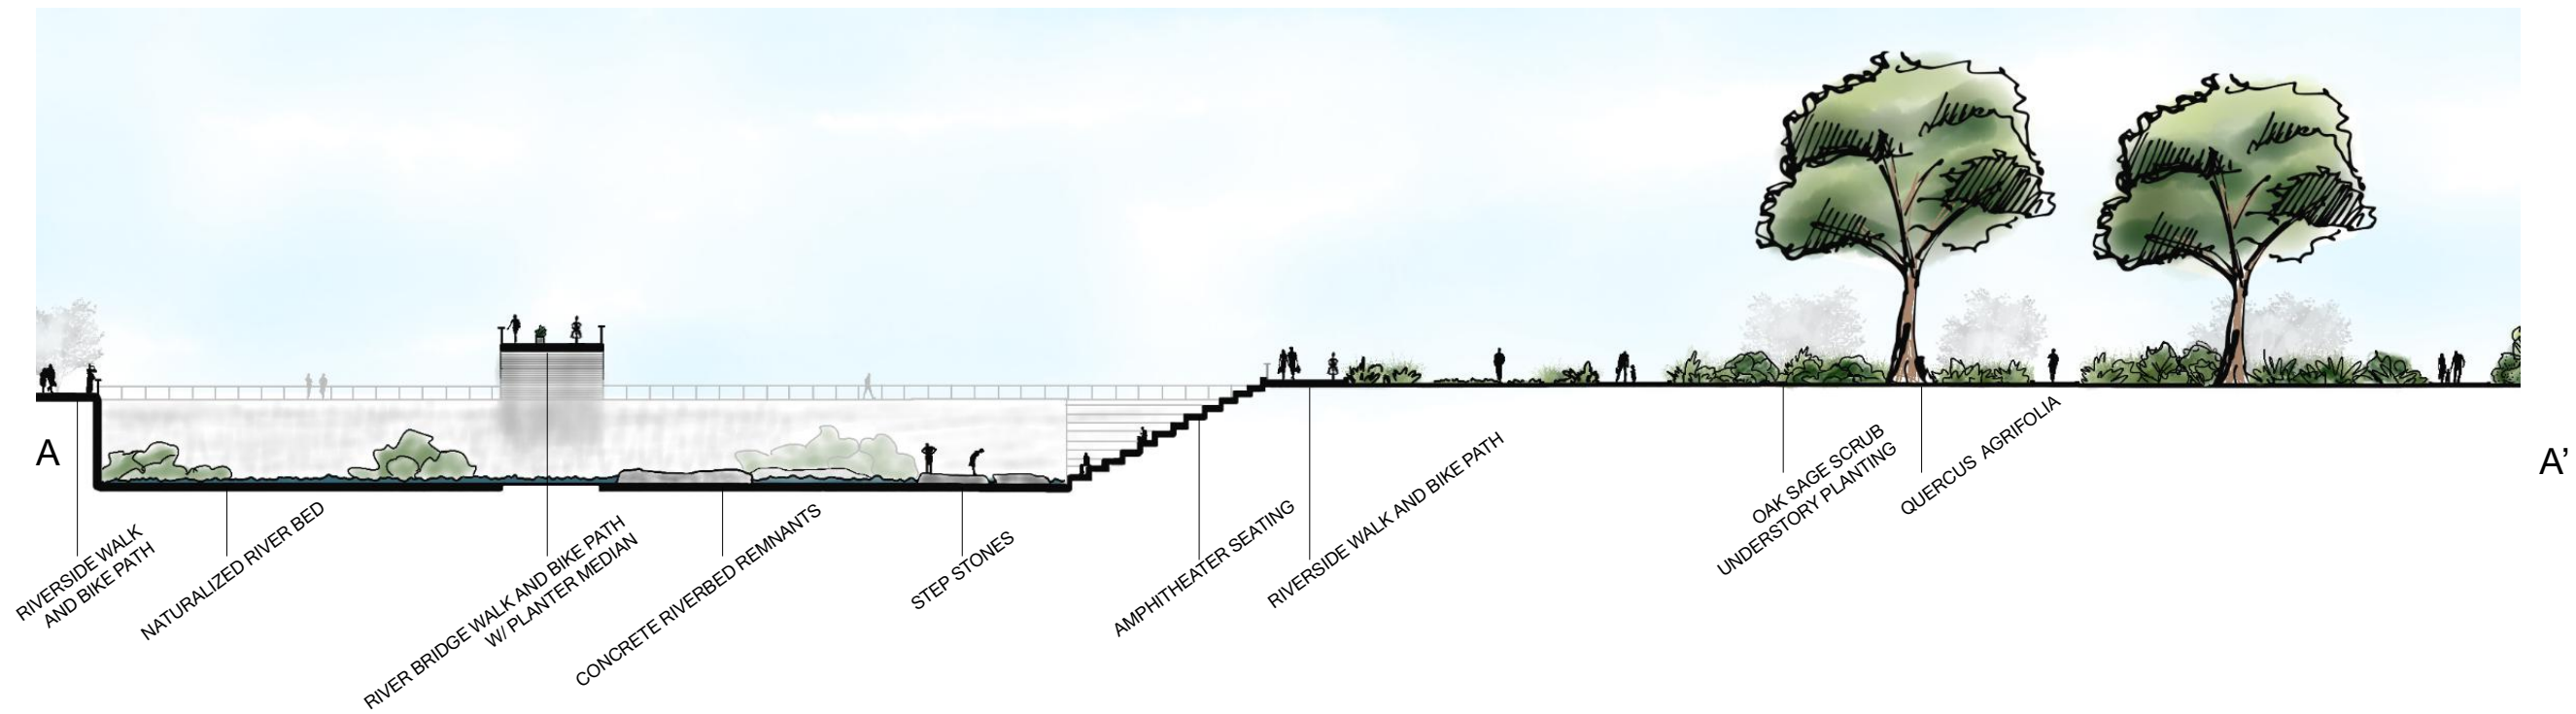 A
A’
RIVERSIDE WALK
AND BIKE PATH
NATURALIZED RIVER BED
RIVER BRIDGE WALK AND BIKE PATH
W/ PLANTER MEDIAN
CONCRETE RIVERBED REMNANTS
STEP STONES
AMPHITHEATER SEATING
RIVERSIDE WALK AND BIKE PATH
OAK SAGE SCRUB
UNDERSTORY PLANTING
QUERCUS AGRIFOLIA